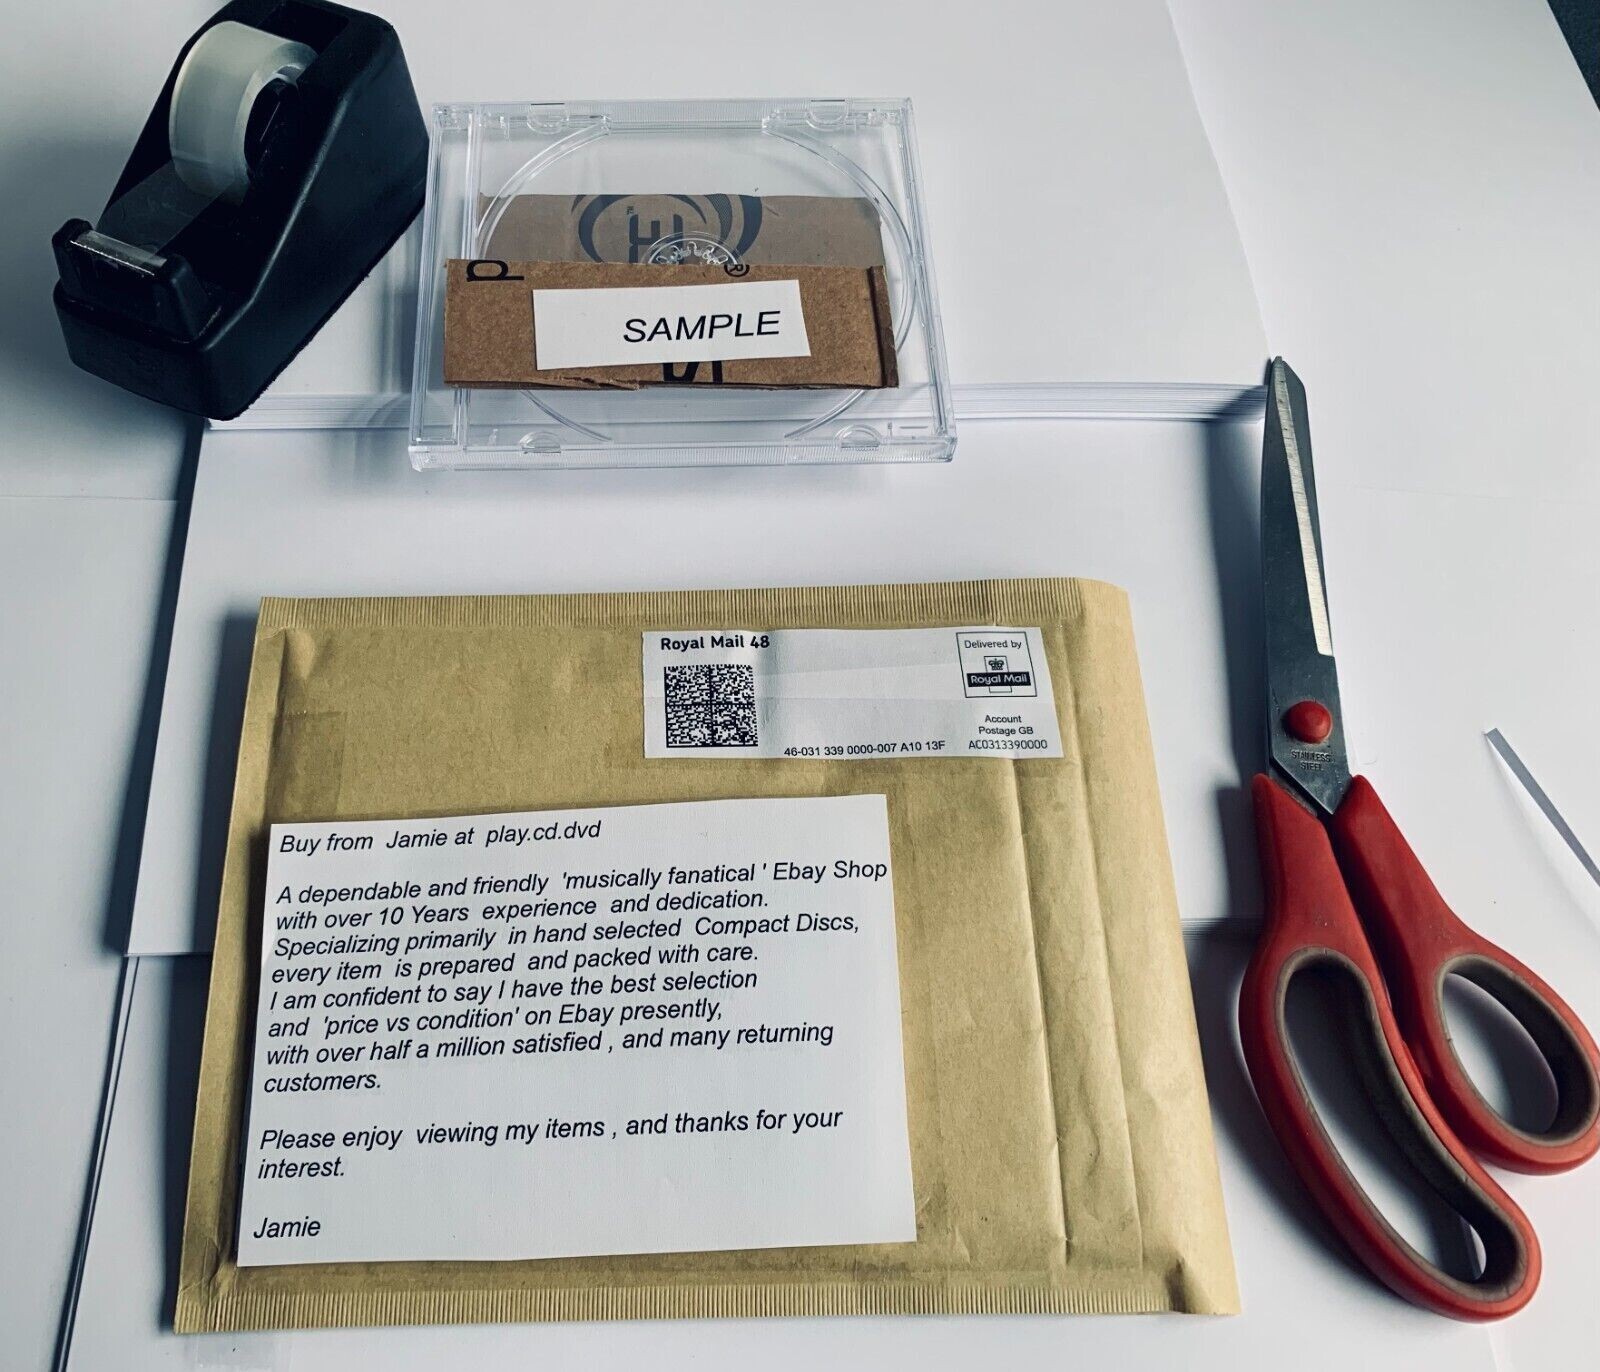 SAMPLE
Royal Mail 48
Delivered by
Royal Mail
Account
Postage GB
46-031 339 0000-007 A10 13F
AC0313390000
STAINLESS
STEEL
Buy from Jamie at play.cd.dvd
A dependable and friendly 'musically fanatical ' Ebay Shop
with over 10 Years experience and dedication.
Specializing primarily in hand selected Compact Discs,
every item is prepared and packed with care.
I am confident to say I have the best selection
and 'price vs condition' on Ebay presently,
with over half a million satisfied , and many returning
customers.
Please enjoy viewing my items , and thanks for your
interest.
Jamie